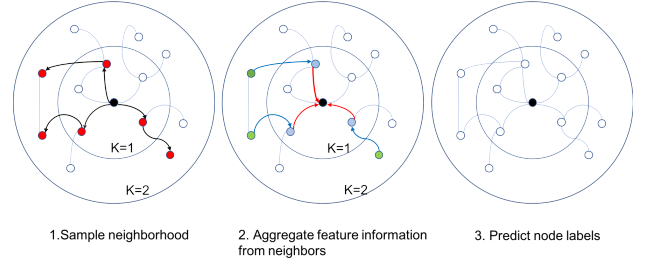 K=1
K=2
K=1
K=2
1.Sample neighborhood
2. Aggregate feature information
from neighbors
3. Predict node labels